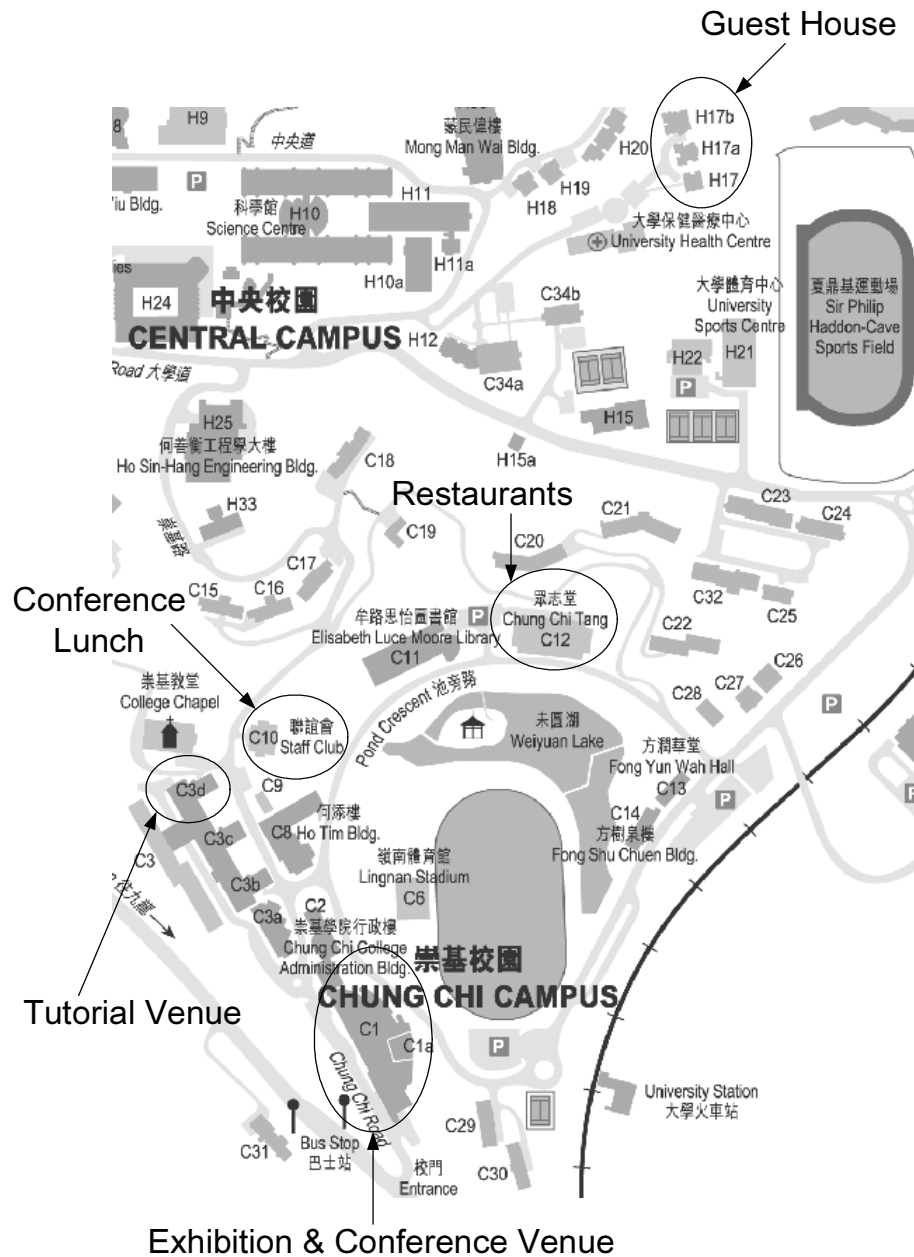 Guest House
8
H9
中央道
蒙民偉樓
Mong Man Wai Bldg.
H20
H17b
H17a
H17
P
iu Bldg.
科學館
Science Centre
H10
H11
H19
H18
大學保健醫療中心
University Health Centre
H10a
H11a
ies
H24
中央校園
CENTRAL CAMPUS
H12
C34b
C34a
大學體育中心
University
Sports Centre
H22
H21
P
夏鼎基運動場
Sir Philip
Haddon-Cave
Sports Field
Road 大學道
H25
何善衡工程學大樓
Ho Sin-Hang Engineering Bldg.
H15
H15a
C18
H33
崇基路
Restaurants
C19
C20
C21
C23
C24
C17
C16
C15
C32
C25
Conference
Lunch
牟路思怡圖書館
Elisabeth Luce Moore Library
C11
P
眾志堂
Chung Chi Tang
C12
C22
C26
C27
C28
崇基教堂
College Chapel
C10
聯誼會
Staff Club
Pond Crescent 池旁路
未圓湖
Weiyuan Lake
P
方潤華堂
Fong Yun Wah Hall
C13
C3d
C9
C14
方樹泉樓
Fong Shu Chuen Bldg.
P
P
何添樓
C8 Ho Tim Bldg.
C3c
C3
C3b
嶺南體育館
Lingnan Stadium
C6
往九龍
C3a
C2
崇基學院行政樓
Chung Chi College
Administration Bldg.
崇基校園
CHUNG CHI CAMPUS
Tutorial Venue
C1
C1a
P
Chung Chi Road
University Station
大學火車站
C29
C31
Bus Stop
巴士站
校門
Entrance
C30
Exhibition & Conference Venue